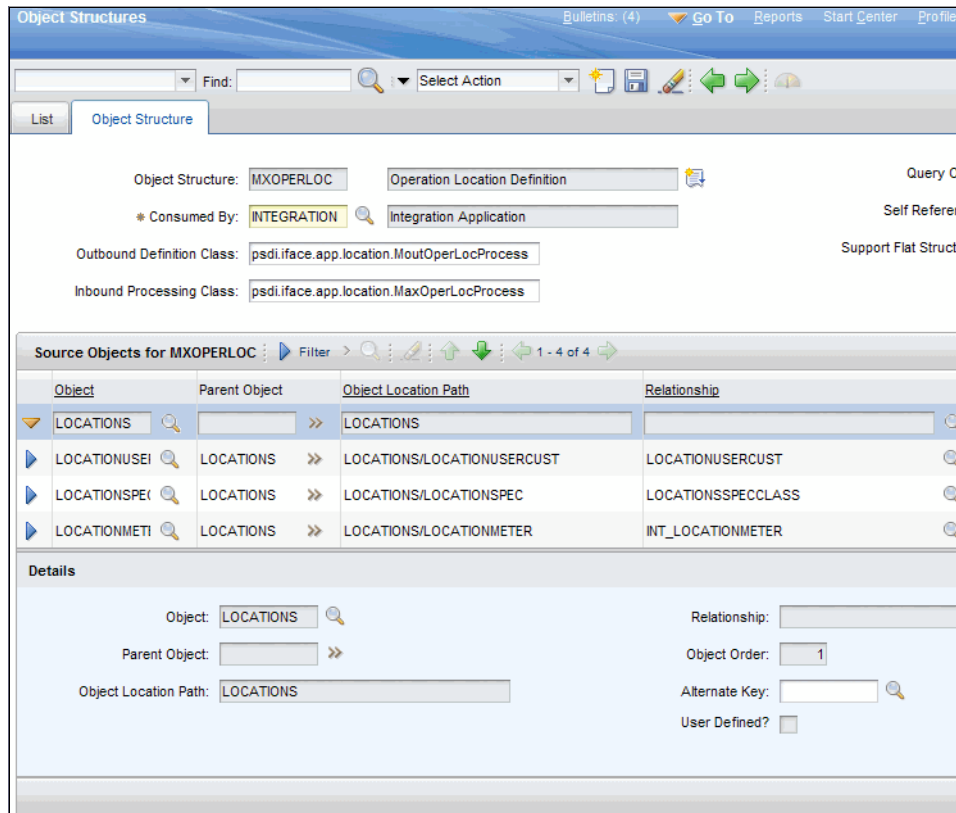 Object Structures Bulletins: (4) Go To Reports Start Center Profile
Find: Select Action
List Object Structure
Object Structure: MXOPERLOC Operation Location Definition Query C
* Consumed By: INTEGRATION Integration Application Self Referen
Outbound Definition Class: psdi.iface.app.location.MoutOperLocProcess Support Flat Struct
Inbound Processing Class: psdi.iface.app.location.MaxOperLocProcess
Source Objects for MXOPERLOC Filter > 1 - 4 of 4
Object Parent Object Object Location Path Relationship
LOCATIONS LOCATIONS
LOCATIONUSEI LOCATIONS LOCATIONS/LOCATIONUSERCUST LOCATIONUSERCUST
LOCATIONSPE( LOCATIONS LOCATIONS/LOCATIONSPEC LOCATIONSSPECCLASS
LOCATIONMETI LOCATIONS LOCATIONS/LOCATIONMETER INT_LOCATIONMETER
Details
Object: LOCATIONS Relationship:
Parent Object: Object Order: 1
Object Location Path: LOCATIONS Alternate Key:
User Defined?